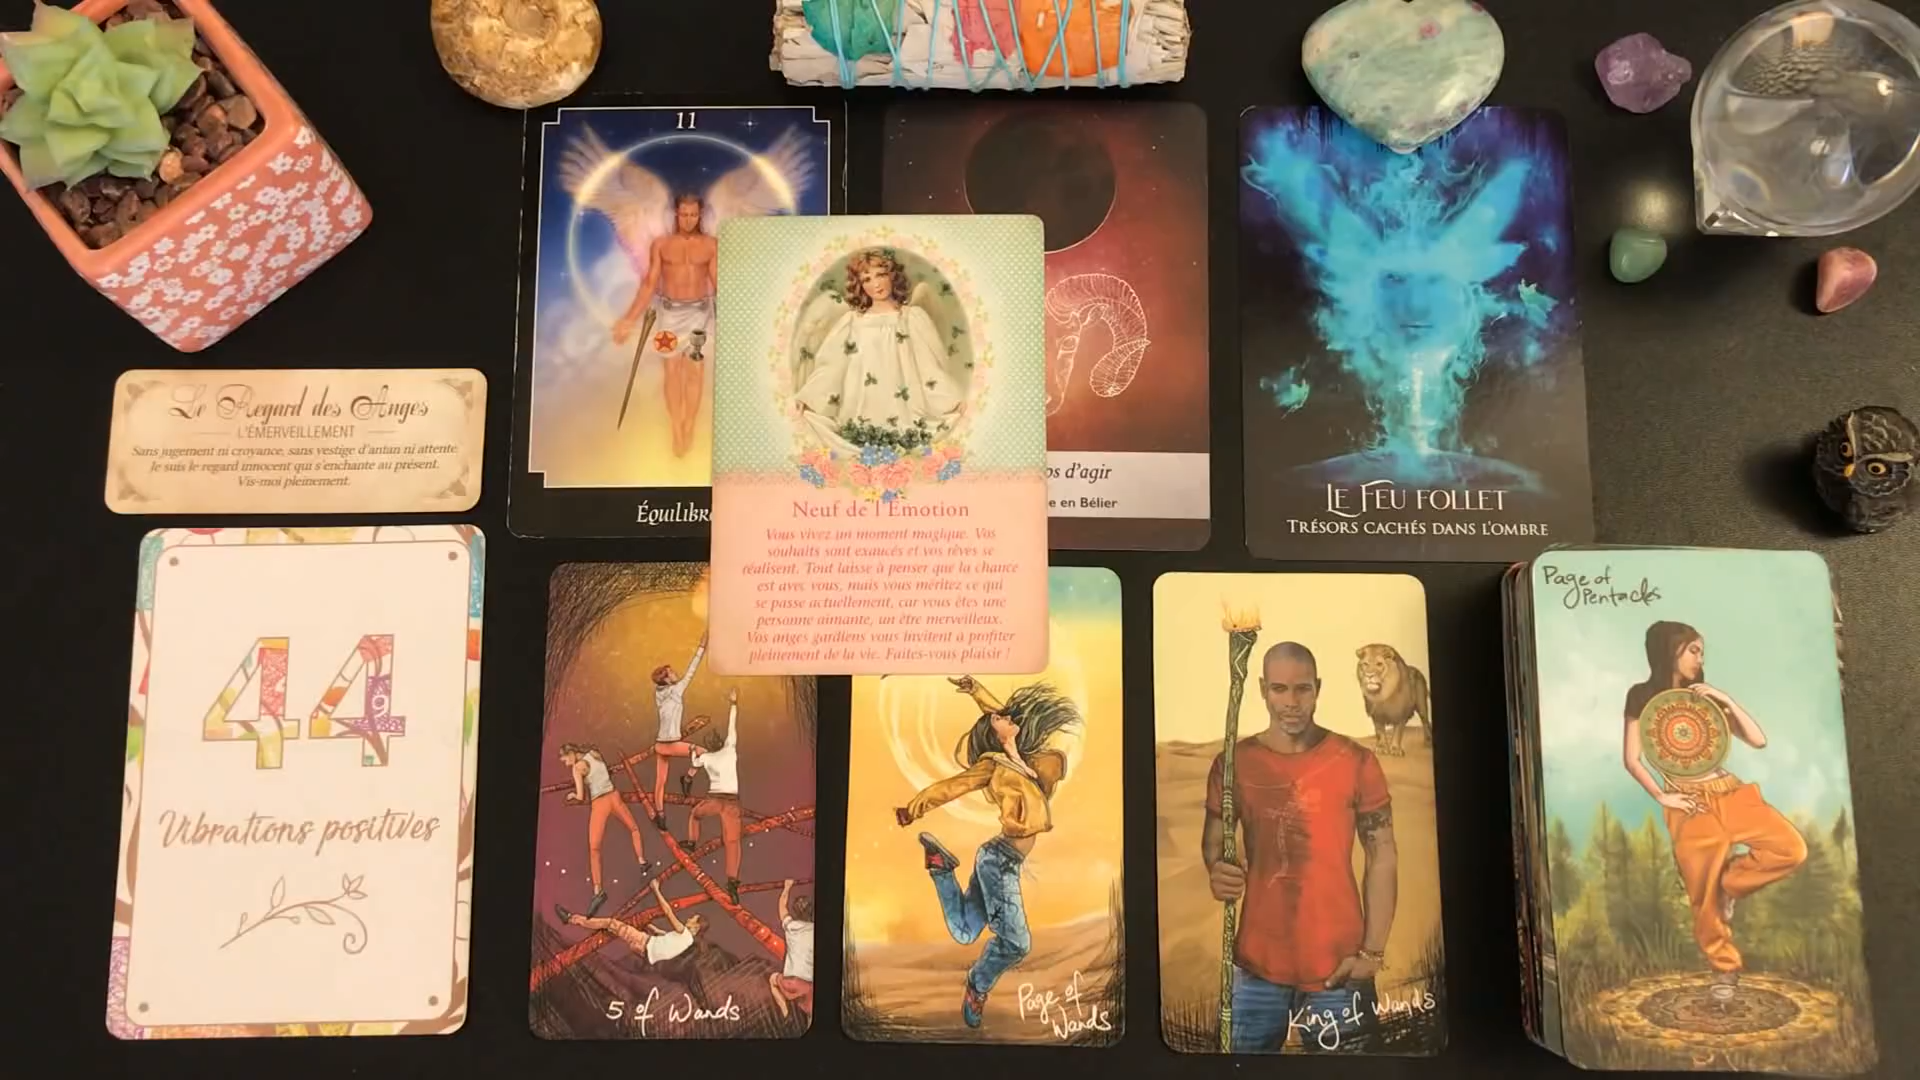 11
Équilibr
os d'agir
e en Bélier
Le Feu follet
Trésors cachés dans l'ombre
Le Regard des Anges
L'ÉMERVEILLEMENT
Sans jugement ni croyance, sans vestige d'antan ni attente.
Je suis le regard innocent qui s'enchante au présent.
Vis-moi pleinement.
Neuf de l'Émotion
Vous vivez un moment magique. Vos
souhaits sont exaucés et vos rêves se
réalisent. Tout laisse à penser que la chance
est avec vous, mais vous méritez ce qui
se passe actuellement, car vous êtes une
personne aimante, un être merveilleux.
Vos anges gardiens vous invitent à profiter
pleinement de la vie. Faites-vous plaisir !
44
Vibrations positives
5 of Wands
Page of
Wands
King of Wands
Page of
Pentacles